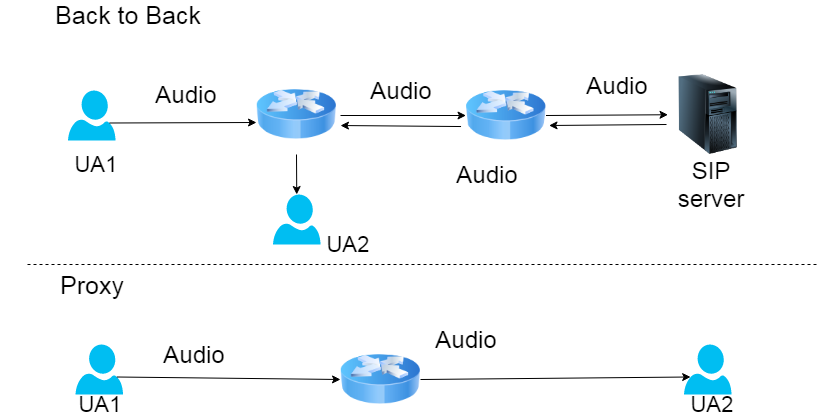 Back to Back
Audio
Audio
Audio
UA1
Audio
SIP
server
UA2
Proxy
Audio
Audio
UA1
UA2